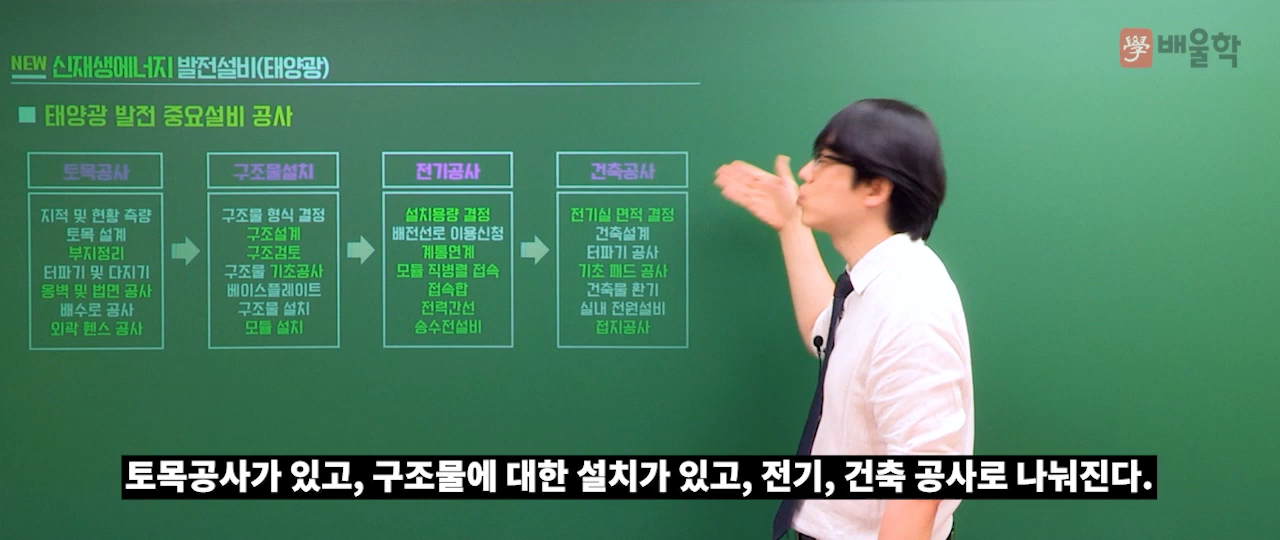 學 배울학
NEW 신재생에너지 발전설비(태양광)
태양광 발전 중요설비 공사
토목공사
지적 및 현황 측량
토목 설계
부지정리
터파기 및 다지기
옹벽 및 법면 공사
배수로 공사
외곽 휀스 공사
구조물설치
구조물 형식 결정
구조설계
구조검토
구조물 기초공사
베이스플레이트
구조물 설치
모듈 설치
전기공사
설치용량 결정
배전선로 이용신청
계통연계
모듈 직병렬 접속
접속함
전력간선
송수전설비
건축공사
전기실 면적 결정
건축설계
터파기 공사
기초 패드 공사
건축물 환기
실내 전원설비
접지공사
토목공사가 있고, 구조물에 대한 설치가 있고, 전기, 건축 공사로 나눠진다.